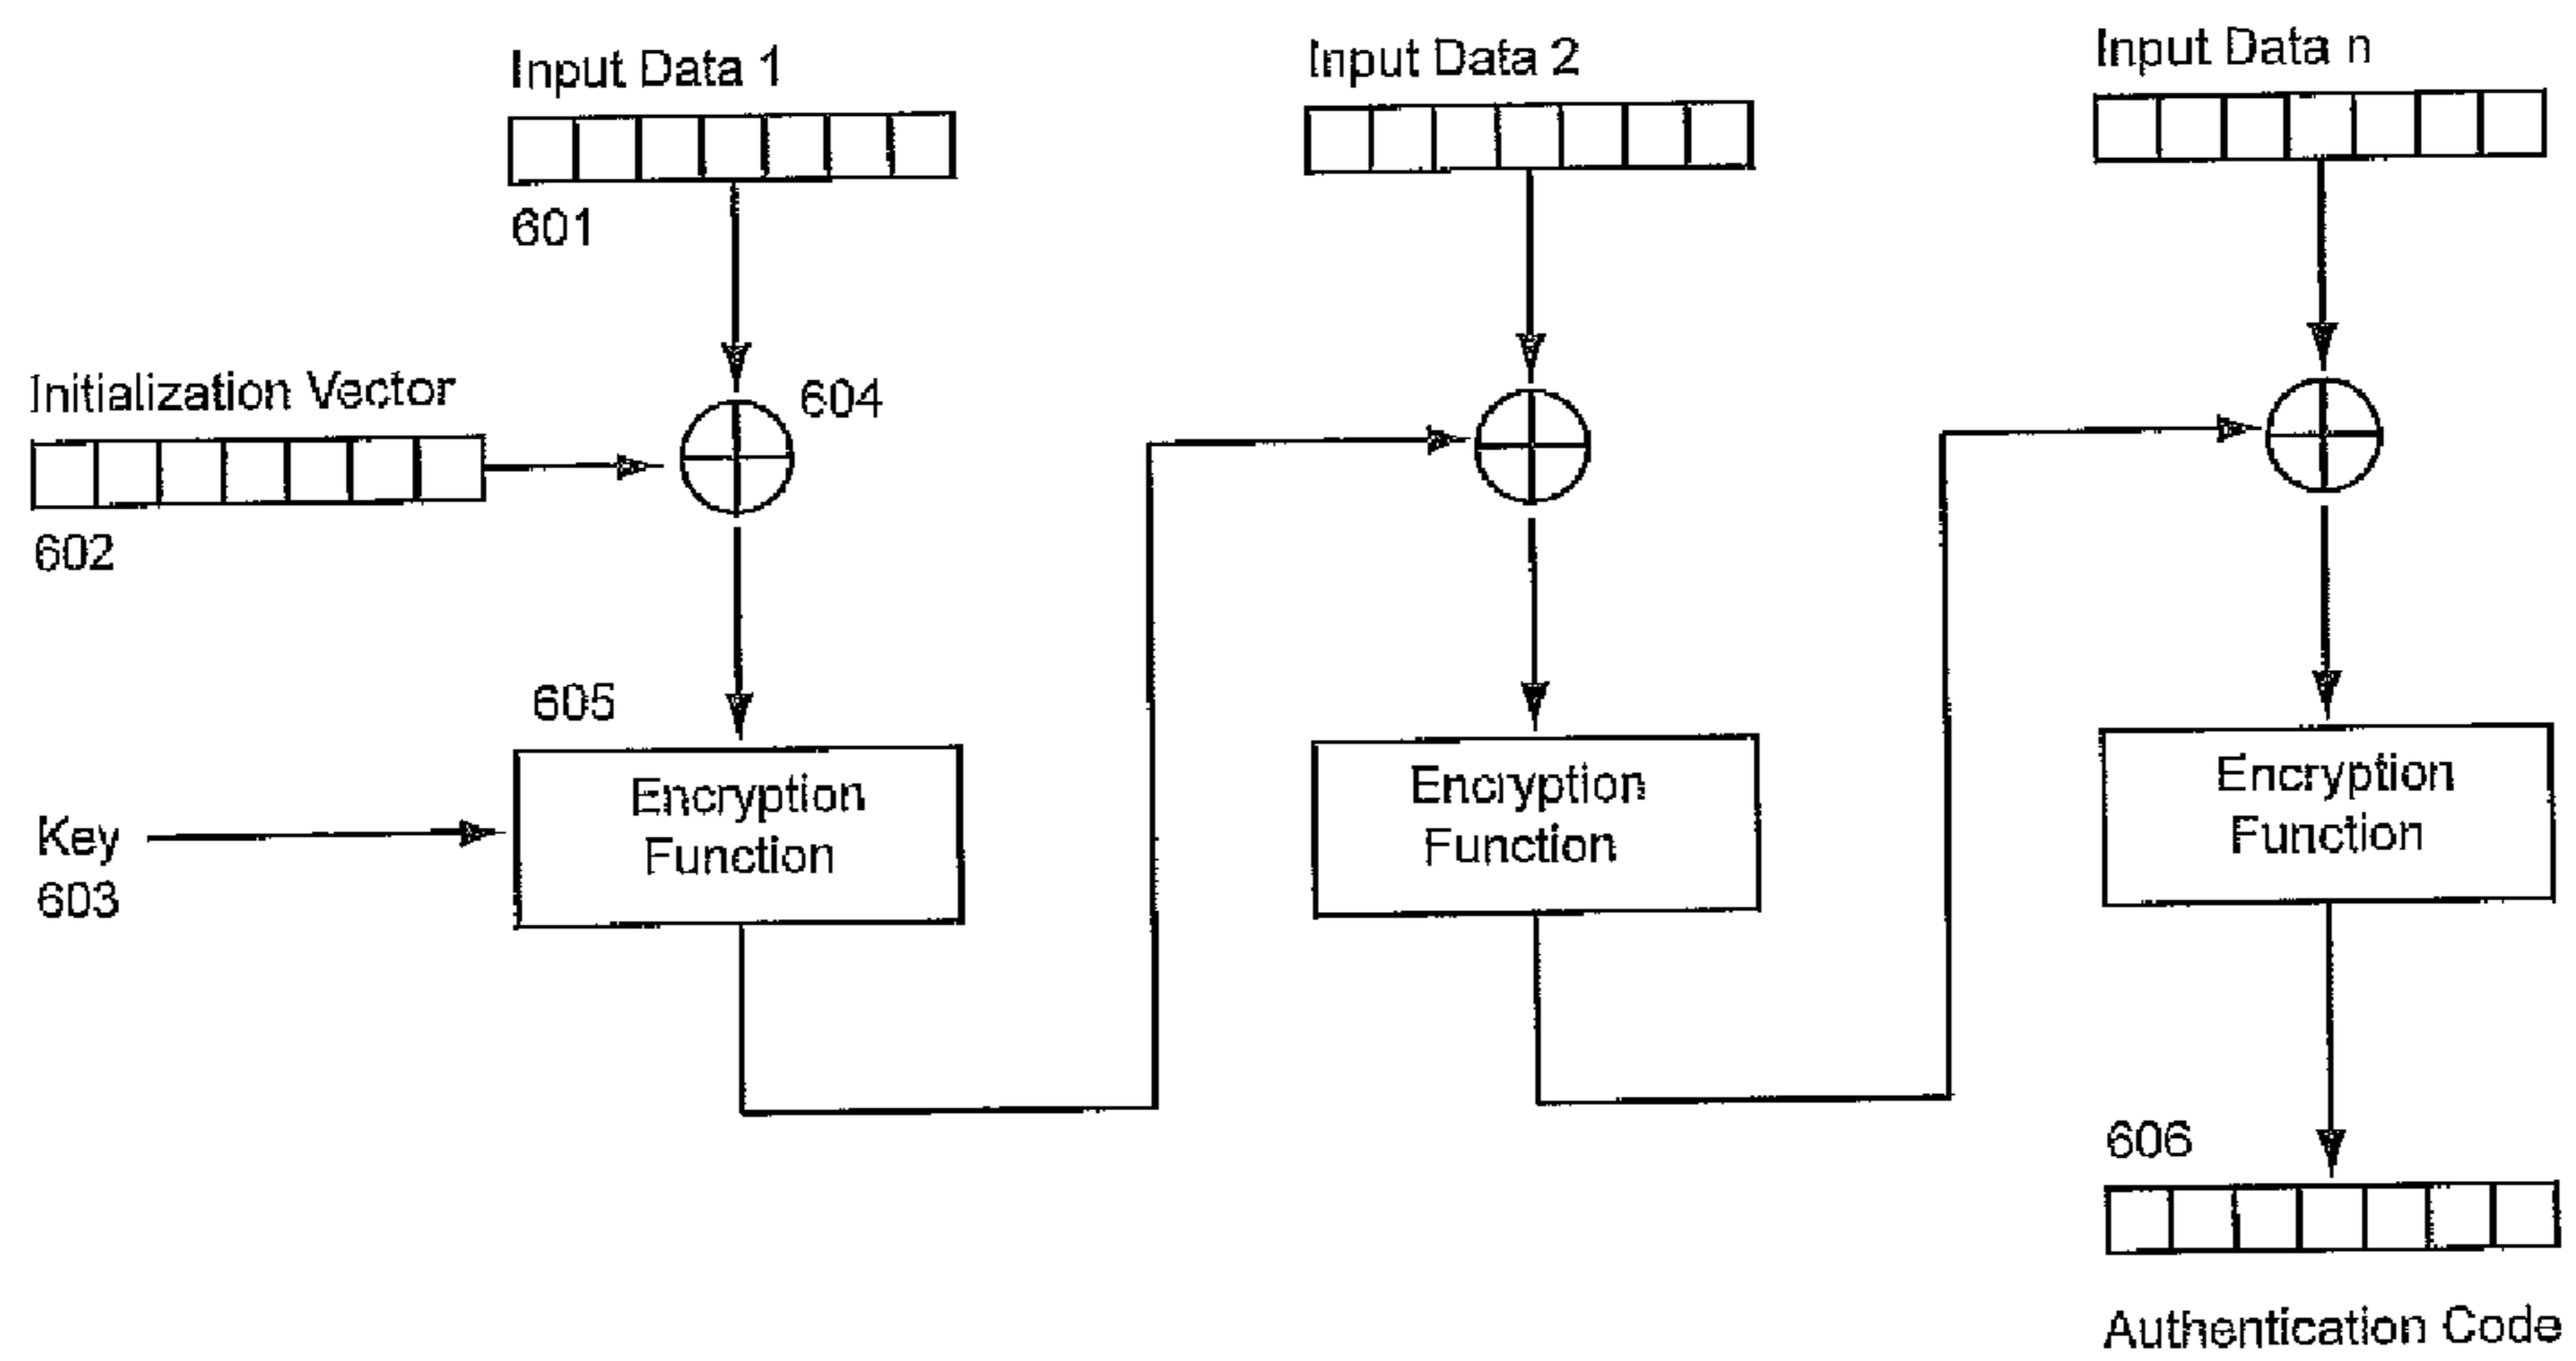 Input Data 1
Input Data 2
Input Data n
601
Initialization Vector
604
602
605
Encryption
Function
Encryption
Function
Encryption
Function
Key
603
606
Authentication Code